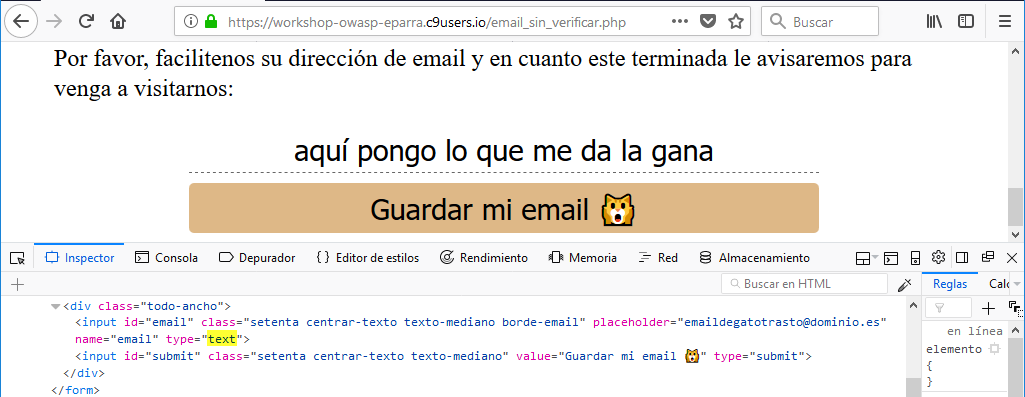 https://workshop-owasp-eparra.c9users.io/email_sin_verificar.php
Buscar
Por favor, facilitenos su dirección de email y en cuanto este terminada le avisaremos para
venga a visitarnos:
aquí pongo lo que me da la gana
Guardar mi email 🙀
Inspector Consola Depurador {} Editor de estilos Rendimiento Memoria Red Almacenamiento
+ Buscar en HTML Reglas Calc
<div class="todo-ancho">
<input id="email" class="setenta centrar-texto texto-mediano borde-email" placeholder="emaildegatotrasto@dominio.es"
name="email" type="text">
<input id="submit" class="setenta centrar-texto texto-mediano" value="Guardar mi email 🙀" type="submit">
</div>
</form>
en línea
elemento
{
}